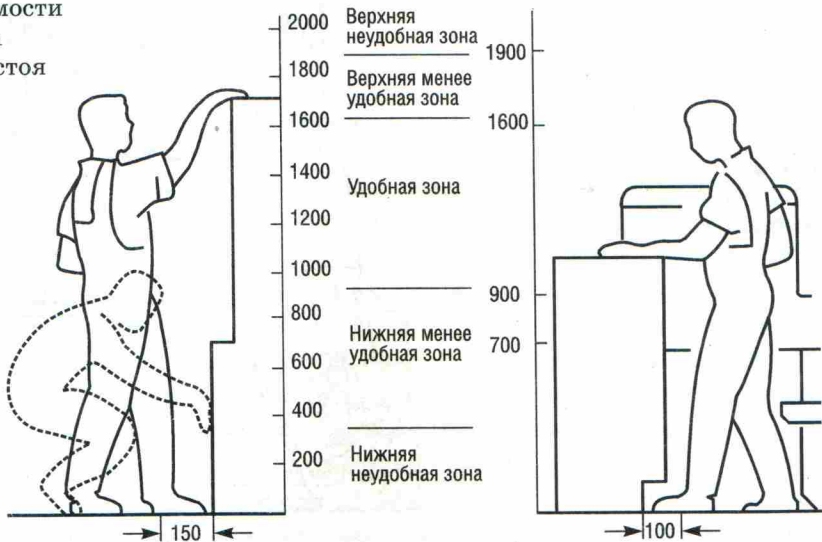 мости
стоя
2000
1800
1600
1400
1200
1000
800
600
400
200
150
Верхняя
неудобная зона
Верхняя менее
удобная зона
Удобная зона
Нижняя менее
удобная зона
Нижняя
неудобная зона
1900
1600
900
700
100